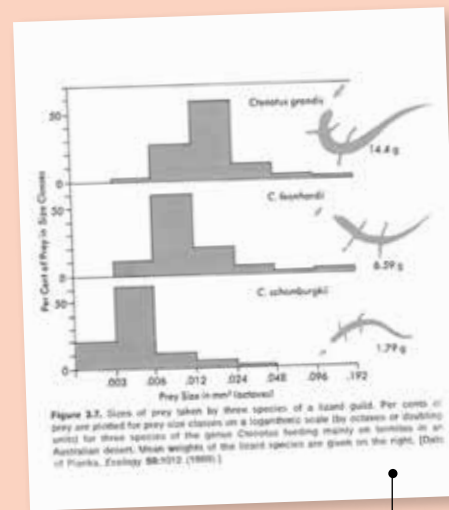 Ctenotus grandis
50
14.4 g
0
C. leonhardii
50
6.59 g
0
C. schomburgkii
50
1.79 g
0
Per Cent of Prey in Size Classes
.003 .006 .012 .024 .048 .096 .192
Prey Size in mm³ (octaves)
Figure 3.7. Sizes of prey taken by three species of a lizard guild. Per cents of
prey are plotted for prey size classes on a logarithmic scale (by octaves or doubling
units) for three species of the genus Ctenotus feeding mainly on termites in an
Australian desert. Mean weights of the lizard species are given on the right. [Data
of Pianka, Ecology 50:1012 (1969).]